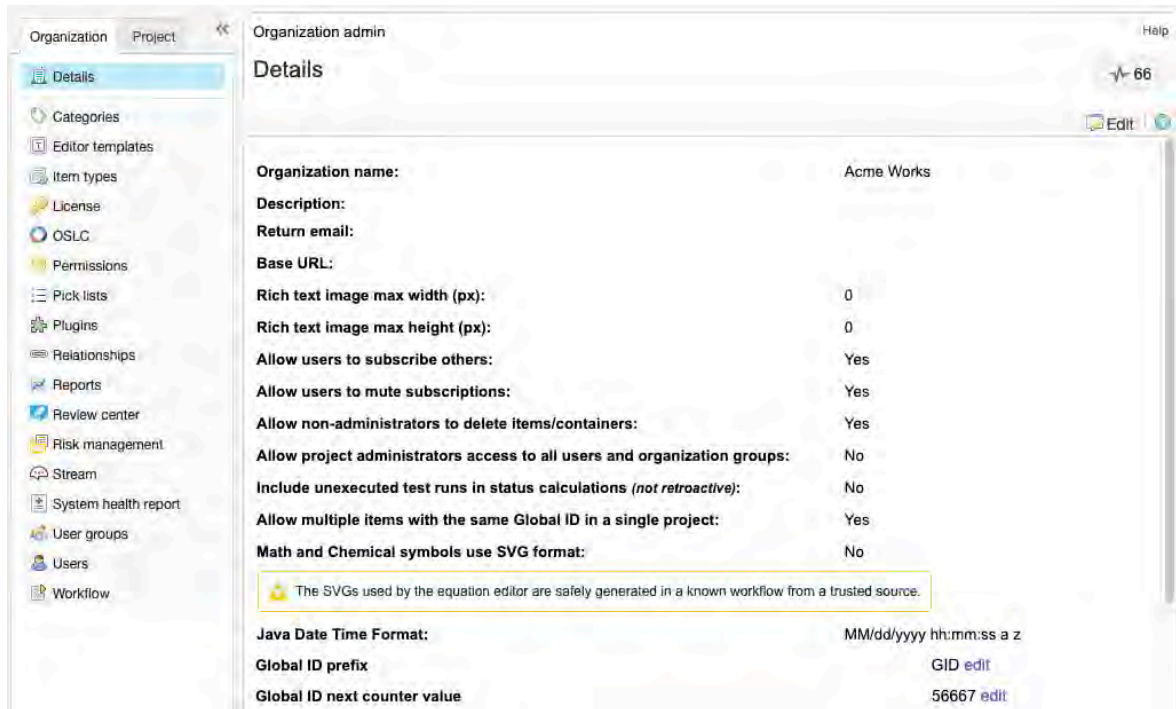 Organization Project
Details
Categories
Editor templates
Item types
License
OSLC
Permissions
Pick lists
Plugins
Relationships
Reports
Review center
Risk management
Stream
System health report
User groups
Users
Workflow
Organization admin Help
Details 66
Edit
Organization name: Acme Works
Description:
Return email:
Base URL:
Rich text image max width (px): 0
Rich text image max height (px): 0
Allow users to subscribe others: Yes
Allow users to mute subscriptions: Yes
Allow non-administrators to delete items/containers: Yes
Allow project administrators access to all users and organization groups: No
Include unexecuted test runs in status calculations (not retroactive): No
Allow multiple items with the same Global ID in a single project: Yes
Math and Chemical symbols use SVG format: No
The SVGs used by the equation editor are safely generated in a known workflow from a trusted source.
Java Date Time Format: MM/dd/yyyy hh:mm:ss a z
Global ID prefix GID edit
Global ID next counter value 56667 edit